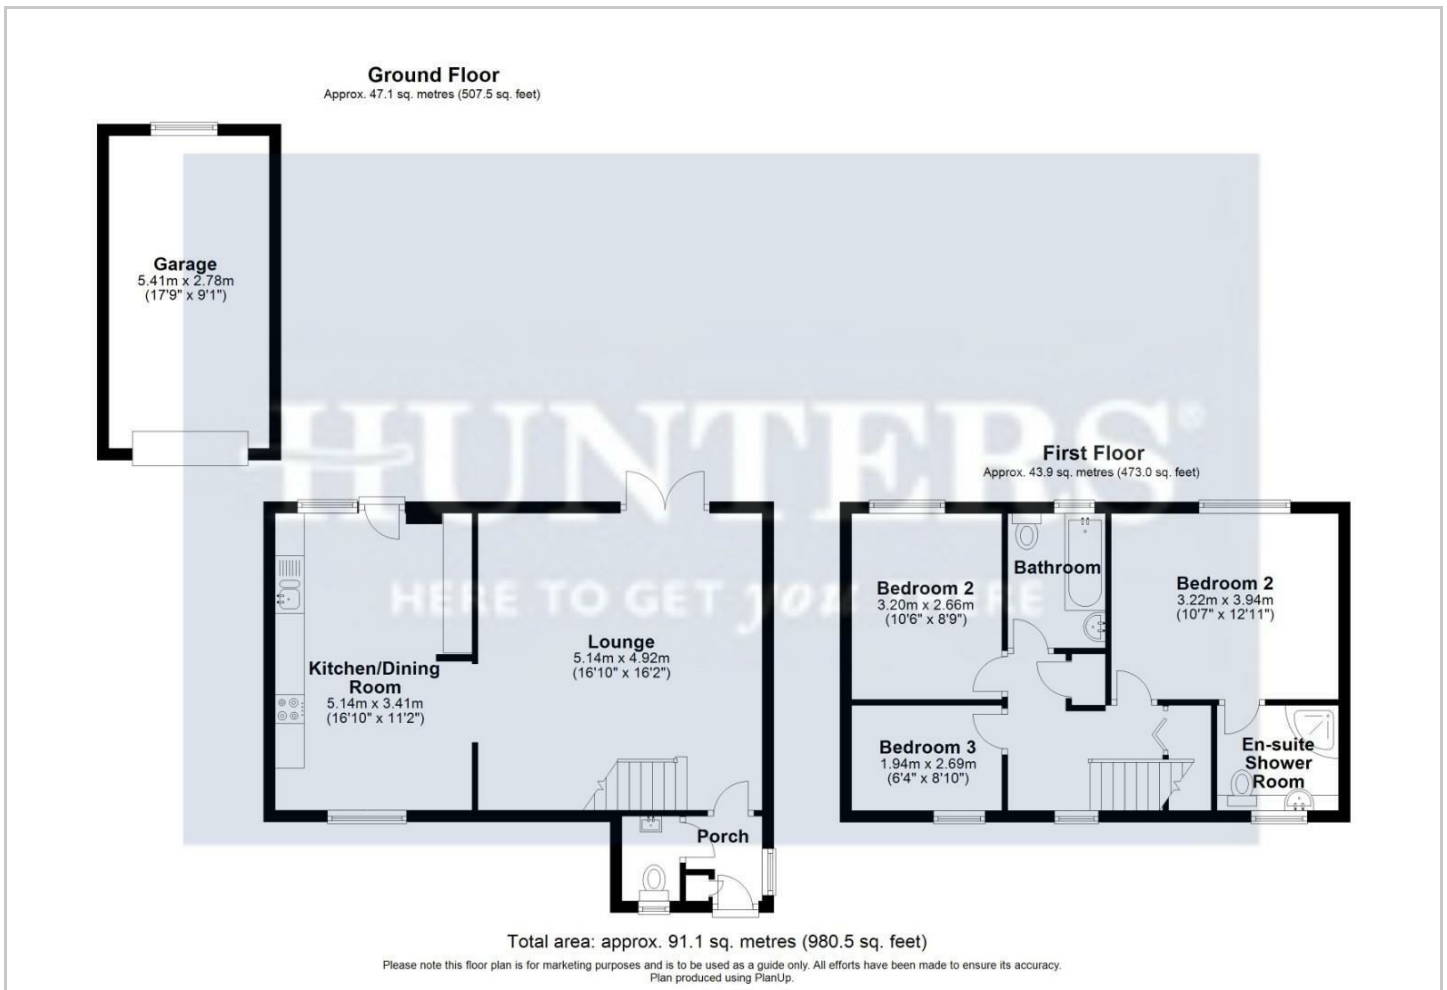 Ground Floor
Approx. 47.1 sq. metres (507.5 sq. feet)
Garage
5.41m x 2.78m
(17'9" x 9'1")
HUNTERS®
HERE TO GET you THERE
First Floor
Approx. 43.9 sq. metres (473.0 sq. feet)
Kitchen/Dining
Room
5.14m x 3.41m
(16'10" x 11'2")
Lounge
5.14m x 4.92m
(16'10" x 16'2")
Porch
Bedroom 2
3.20m x 2.66m
(10'6" x 8'9")
Bathroom
Bedroom 2
3.22m x 3.94m
(10'7" x 12'11")
Bedroom 3
1.94m x 2.69m
(6'4" x 8'10")
En-suite
Shower
Room
Total area: approx. 91.1 sq. metres (980.5 sq. feet)
Please note this floor plan is for marketing purposes and is to be used as a guide only. All efforts have been made to ensure its accuracy.
Plan produced using PlanUp.